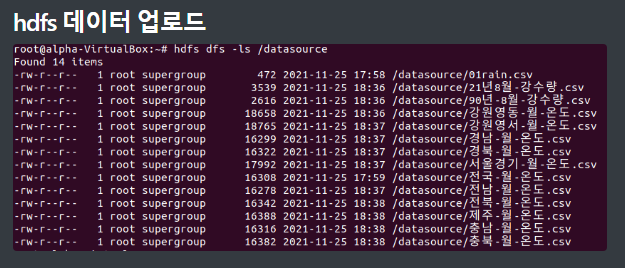 hdfs 데이터 업로드
root@alpha-VirtualBox:~# hdfs dfs -ls /datasource
Found 14 items
-rw-r--r--   1 root supergroup        472 2021-11-25 17:58 /datasource/01rain.csv
-rw-r--r--   1 root supergroup       3539 2021-11-25 18:36 /datasource/21년8월-강수량.csv
-rw-r--r--   1 root supergroup       2616 2021-11-25 18:36 /datasource/90년-8월-강수량.csv
-rw-r--r--   1 root supergroup      18658 2021-11-25 18:36 /datasource/강원영동-월-온도.csv
-rw-r--r--   1 root supergroup      18765 2021-11-25 18:37 /datasource/강원영서-월-온도.csv
-rw-r--r--   1 root supergroup      16299 2021-11-25 18:37 /datasource/경남-월-온도.csv
-rw-r--r--   1 root supergroup      16322 2021-11-25 18:37 /datasource/경북-월-온도.csv
-rw-r--r--   1 root supergroup      17992 2021-11-25 18:37 /datasource/서울경기-월-온도.csv
-rw-r--r--   1 root supergroup      16308 2021-11-25 17:59 /datasource/전국-월-온도.csv
-rw-r--r--   1 root supergroup      16278 2021-11-25 18:37 /datasource/전남-월-온도.csv
-rw-r--r--   1 root supergroup      16342 2021-11-25 18:38 /datasource/전북-월-온도.csv
-rw-r--r--   1 root supergroup      16388 2021-11-25 18:38 /datasource/제주-월-온도.csv
-rw-r--r--   1 root supergroup      16316 2021-11-25 18:38 /datasource/충남-월-온도.csv
-rw-r--r--   1 root supergroup      16382 2021-11-25 18:38 /datasource/충북-월-온도.csv